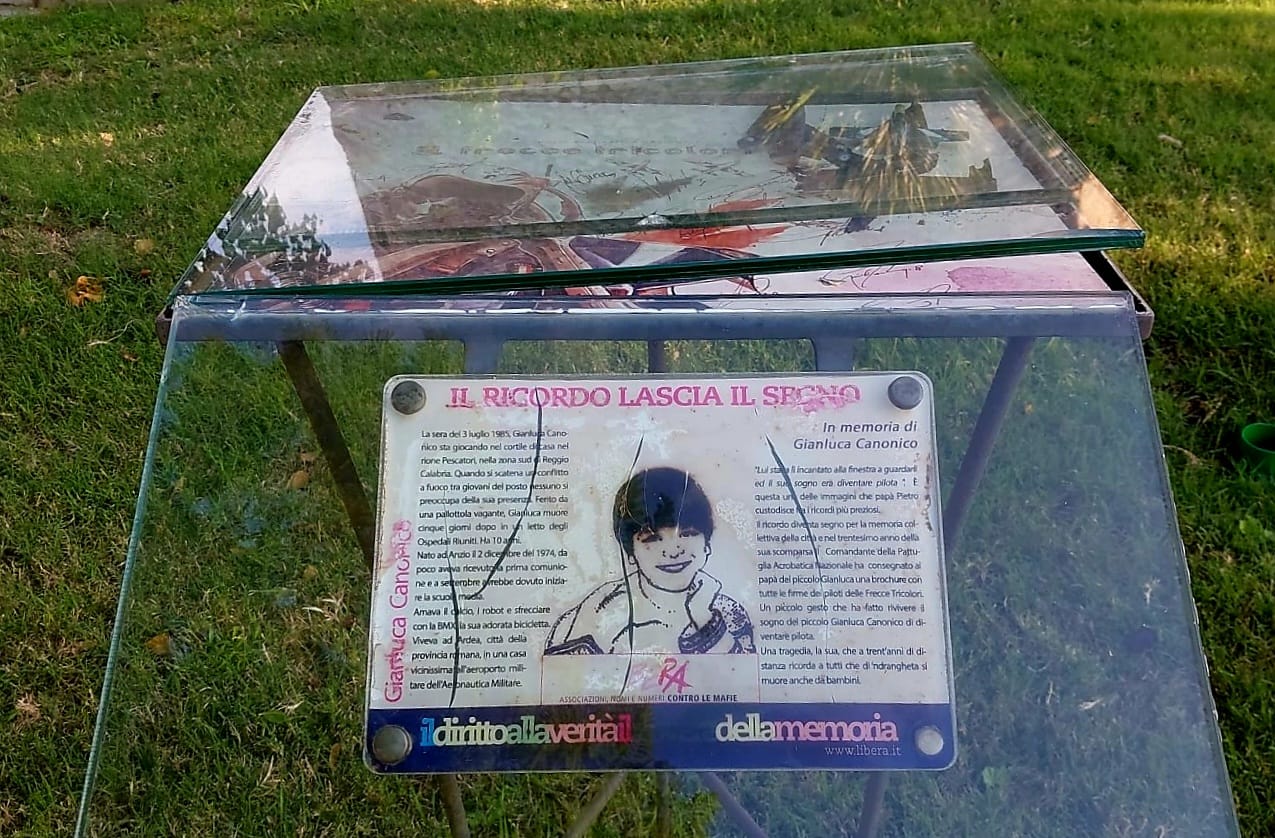 frecce tricolori
IL RICORDO LASCIA IL SEGNO
La sera del 3 luglio 1985, Gianluca Cano-
nico sta giocando nel cortile di casa nel
rione Pescatori, nella zona sud di Reggio
Calabria. Quando si scatena un conflitto
a fuoco tra giovani del posto nessuno si
preoccupa della sua presenza. Ferito da
una pallottola vagante, Gianluca muore
cinque giorni dopo in un letto degli
Ospedali Riuniti. Ha 10 anni.
Nato ad Anzio il 2 dicembre del 1974, da
poco aveva ricevuto la prima comunio-
ne e a settembre avrebbe dovuto inizia-
re la scuola media.
Amava il calcio, i robot e sfrecciare
con la BMX, la sua adorata bicicletta.
Viveva ad Ardea, città della
provincia romana, in una casa
vicinissima all'aeroporto mili-
tare dell'Aeronautica Militare.
Gianluca Canonico
In memoria di
Gianluca Canonico
"Lui stava lì incantato alla finestra a guardarli
ed il suo sogno era diventare pilota". È
questa una delle immagini che papà Pietro
custodisce tra i ricordi più preziosi.
Il ricordo diventa segno per la memoria col-
lettiva della città e nel trentesimo anno della
sua scomparsa Comandante della Pattu-
glia Acrobatica Nazionale ha consegnato al
papà del piccolo Gianluca una brochure con
tutte le firme dei piloti delle Frecce Tricolori.
Un piccolo gesto che ha fatto rivivere il
sogno del piccolo Gianluca Canonico di di-
ventare pilota.
Una tragedia, la sua, che a trent'anni di di-
stanza ricorda a tutti che di 'ndrangheta si
muore anche da bambini.
RA
ASSOCIAZIONI, NOMI E NUMERI CONTRO LE MAFIE
ildirittoallaveritàil
dellamemoria
www.libera.it